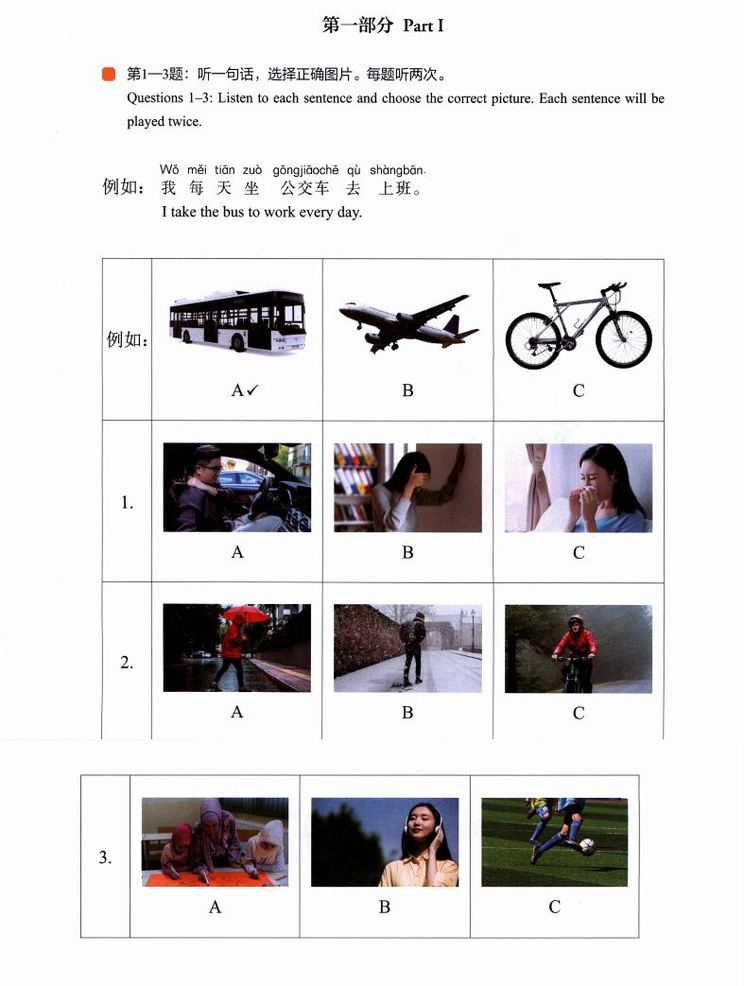 第一部分 Part I
第1—3题：听一句话，选择正确图片。每题听两次。
Questions 1–3: Listen to each sentence and choose the correct picture. Each sentence will be
played twice.
Wǒ měi tiān zuò gōngjiāochē qù shàngbān.
例如： 我 每 天 坐 公交车 去 上班。
I take the bus to work every day.
例如：
A✓ B C
1.
A B C
2.
A B C
3.
A B C